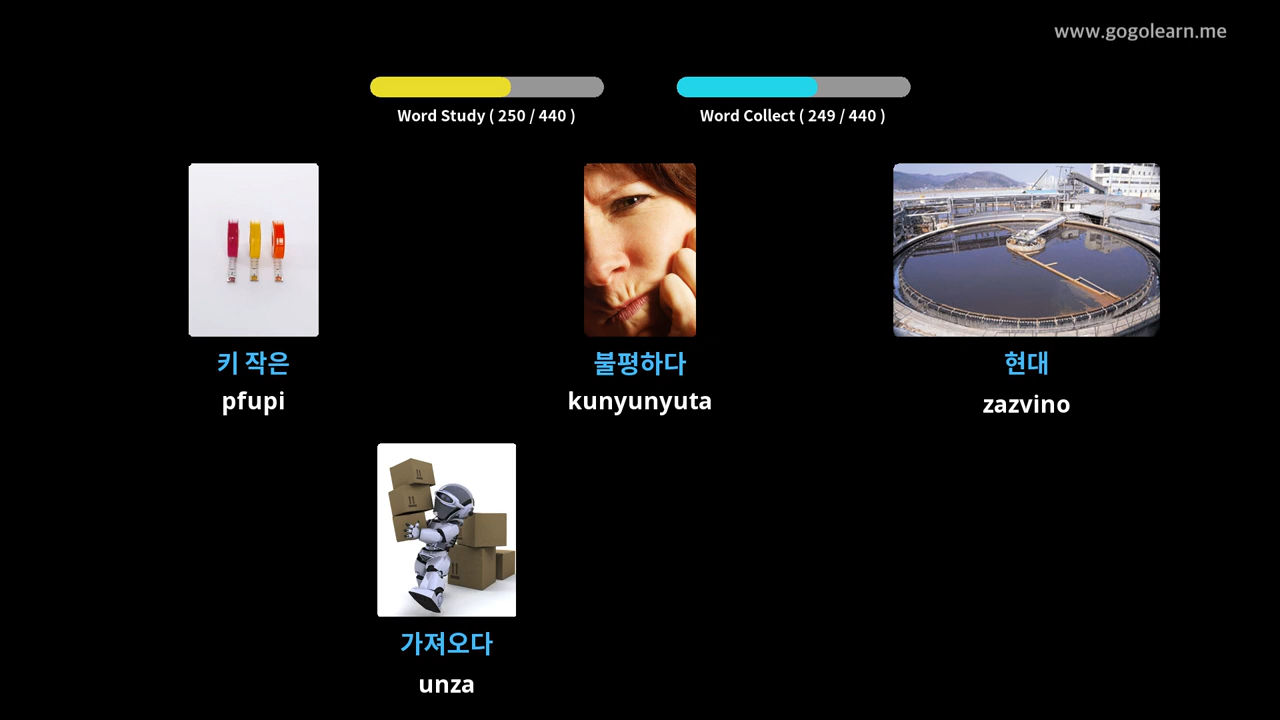 www.gogolearn.me
Word Study ( 250 / 440 )
Word Collect ( 249 / 440 )
키 작은
pfupi
불평하다
kunyunyuta
현대
zazvino
가져오다
unza